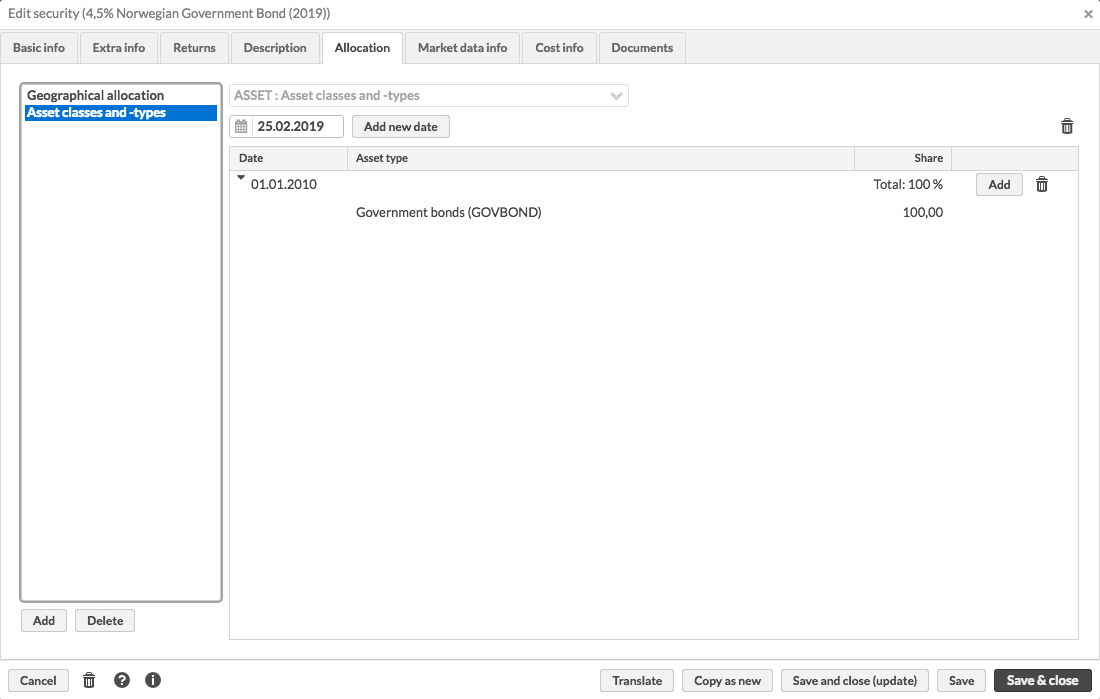 Edit security (4,5% Norwegian Government Bond (2019))
Basic info Extra info Returns Description Allocation Market data info Cost info Documents
Geographical allocation
Asset classes and -types
ASSET : Asset classes and -types
25.02.2019 Add new date
Date Asset type Share
01.01.2010 Total: 100 % Add
Government bonds (GOVBOND) 100,00
Add Delete
Cancel Translate Copy as new Save and close (update) Save Save & close